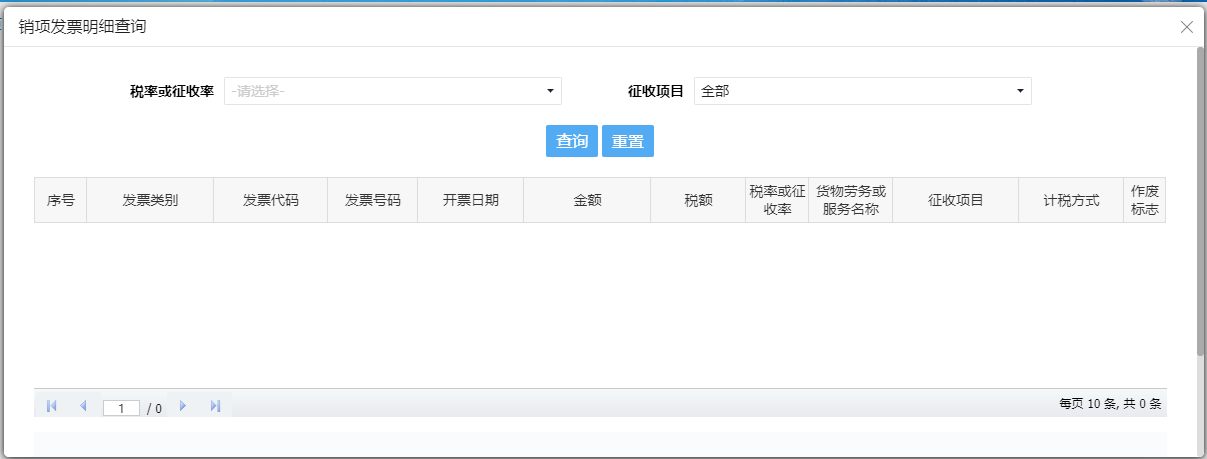 销项发票明细查询
税率或征收率 -请选择- 征收项目 全部
查询 重置
序号 发票类别 发票代码 发票号码 开票日期 金额 税额 税率或征收率 货物劳务或服务名称 征收项目 计税方式 作废标志
1 / 0 每页 10 条, 共 0 条